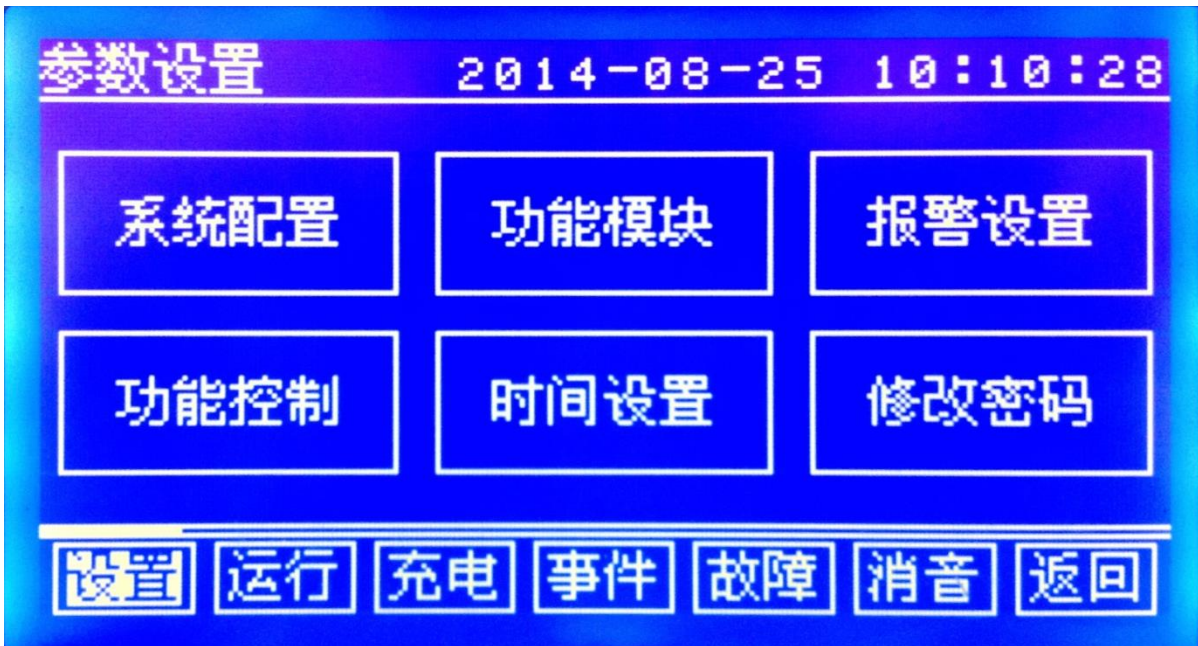 参数设置 2014-08-25 10:10:28
系统配置 功能模块 报警设置
功能控制 时间设置 修改密码
设置 运行 充电 事件 故障 消音 返回